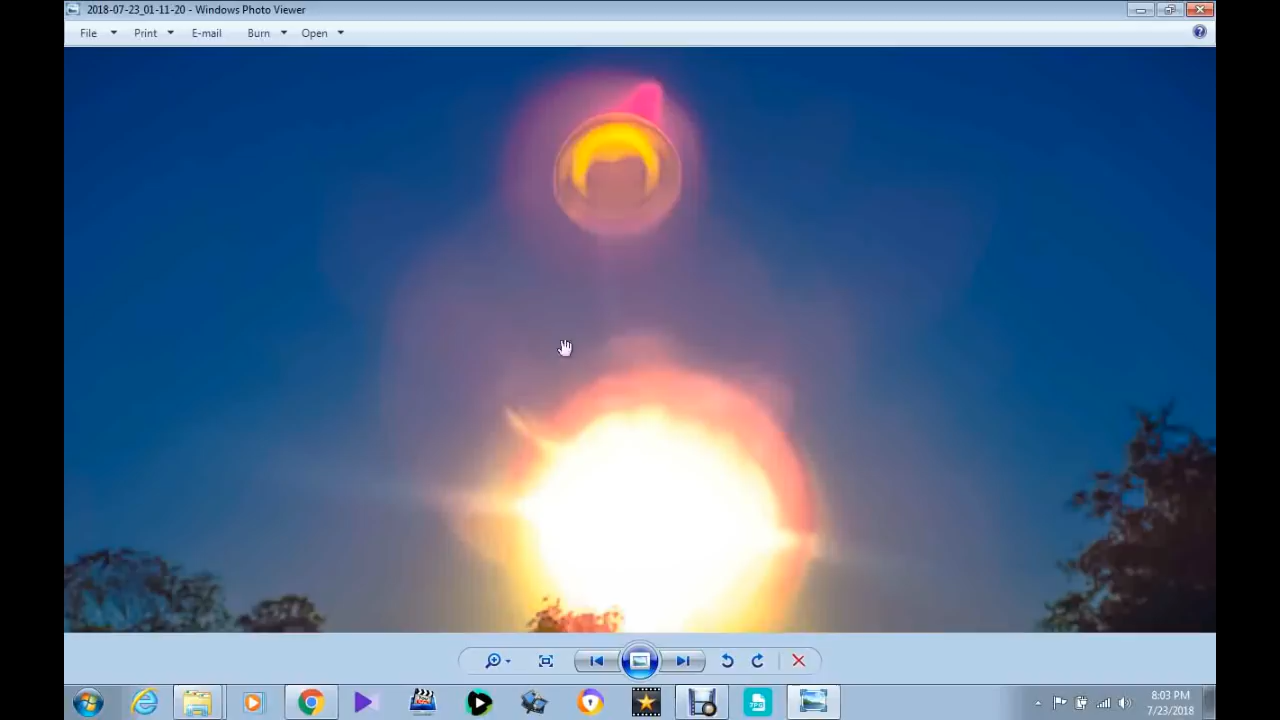 2018-07-23_01-11-20 - Windows Photo Viewer
File Print E-mail Burn Open
8:03 PM
7/23/2018